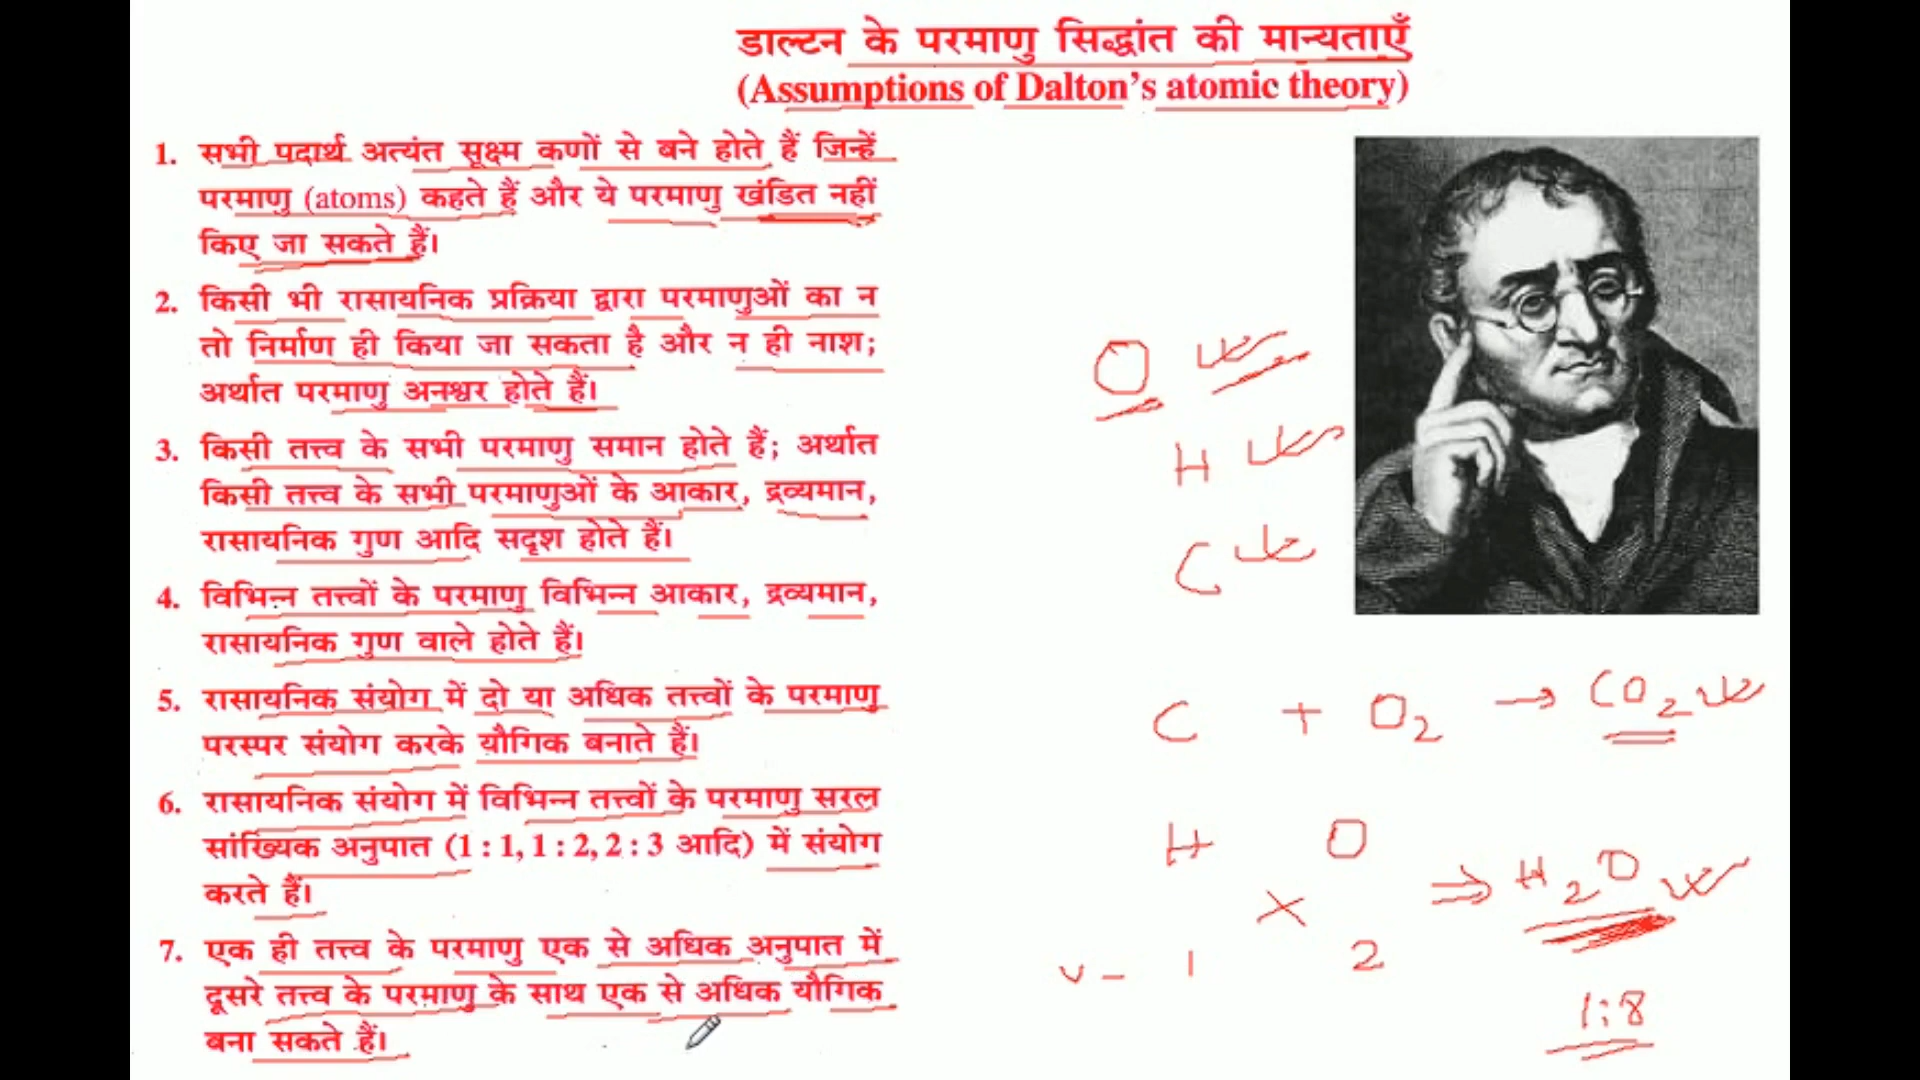 डाल्टन के परमाणु सिद्धांत की मान्यताएँ
(Assumptions of Dalton's atomic theory)
1. सभी पदार्थ अत्यंत सूक्ष्म कणों से बने होते हैं जिन्हें
परमाणु (atoms) कहते हैं और ये परमाणु खंडित नहीं
किए जा सकते हैं।
2. किसी भी रासायनिक प्रक्रिया द्वारा परमाणुओं का न
तो निर्माण ही किया जा सकता है और न ही नाश;
अर्थात परमाणु अनश्वर होते हैं।
3. किसी तत्त्व के सभी परमाणु समान होते हैं; अर्थात
किसी तत्त्व के सभी परमाणुओं के आकार, द्रव्यमान,
रासायनिक गुण आदि सदृश होते हैं।
4. विभिन्न तत्त्वों के परमाणु विभिन्न आकार, द्रव्यमान,
रासायनिक गुण वाले होते हैं।
5. रासायनिक संयोग में दो या अधिक तत्त्वों के परमाणु
परस्पर संयोग करके यौगिक बनाते हैं।
6. रासायनिक संयोग में विभिन्न तत्त्वों के परमाणु सरल
सांख्यिक अनुपात (1 : 1, 1 : 2, 2 : 3 आदि) में संयोग
करते हैं।
7. एक ही तत्त्व के परमाणु एक से अधिक अनुपात में
दूसरे तत्त्व के परमाणु के साथ एक से अधिक यौगिक
बना सकते हैं।
O
H
C
C + O2 → CO2
H O
⇒ H2O
v - 1 2
1:8